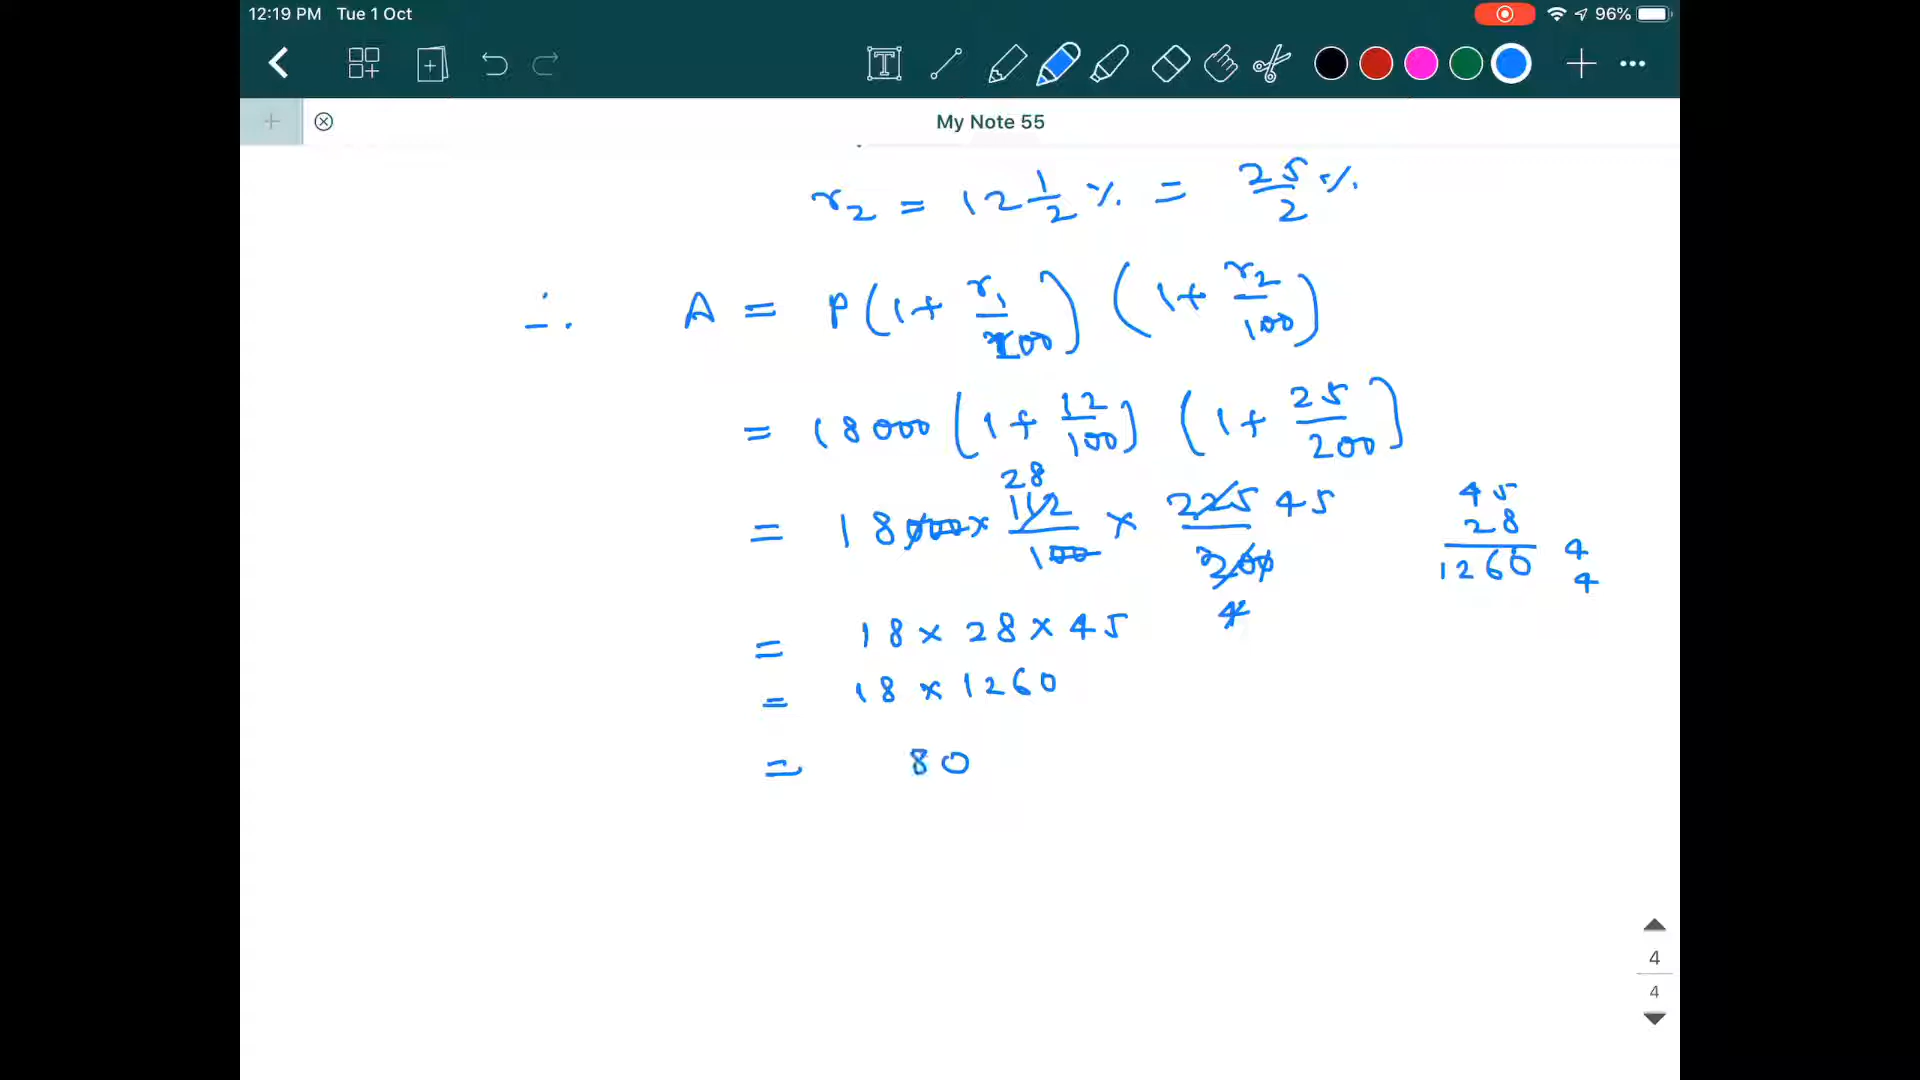 12:19 PM Tue 1 Oct 96%
T
My Note 55
r2 = 12 1/2 % = 25/2 %
∴ A = P(1 + r1/100) (1 + r2/100)
= 18000 (1 + 12/100) (1 + 25/200)
28
= 18000 × 112/100 × 225/200 45
4
45
28
1260
4
4
= 18 × 28 × 45
= 18 × 1260
= 80
4
4